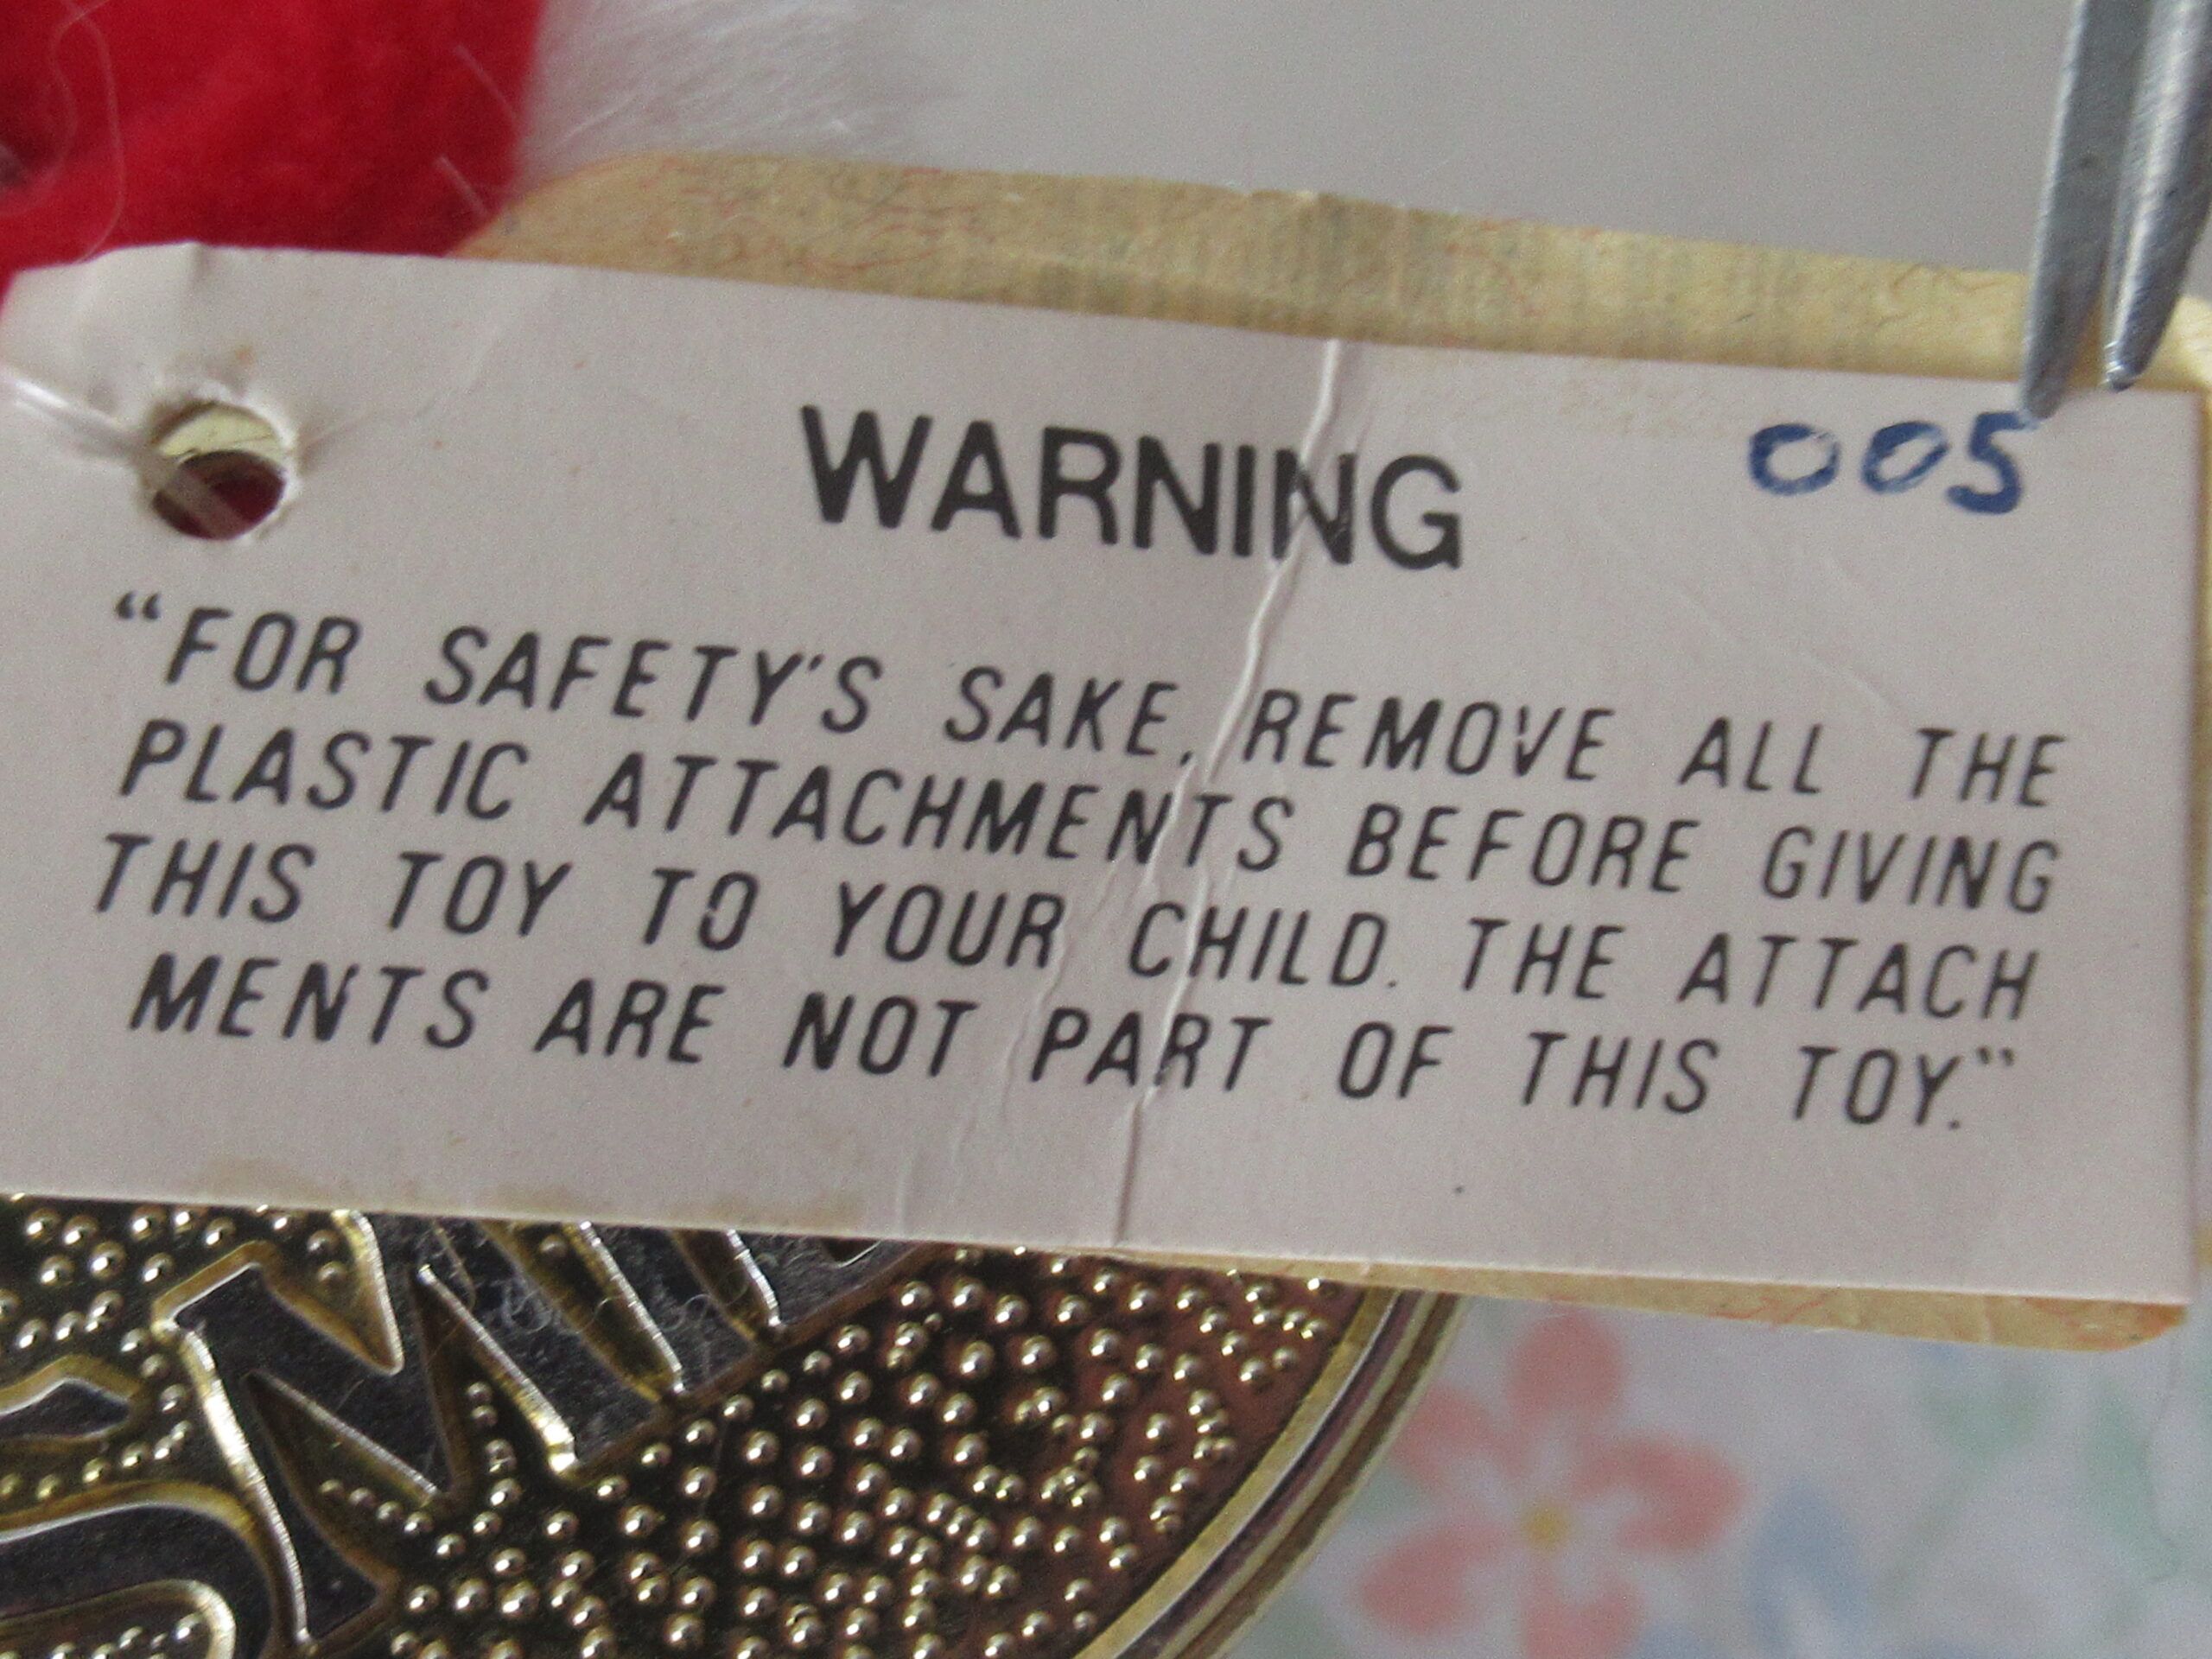 WARNING 005
“FOR SAFETY'S SAKE, REMOVE ALL THE
PLASTIC ATTACHMENTS BEFORE GIVING
THIS TOY TO YOUR CHILD. THE ATTACH
MENTS ARE NOT PART OF THIS TOY.”